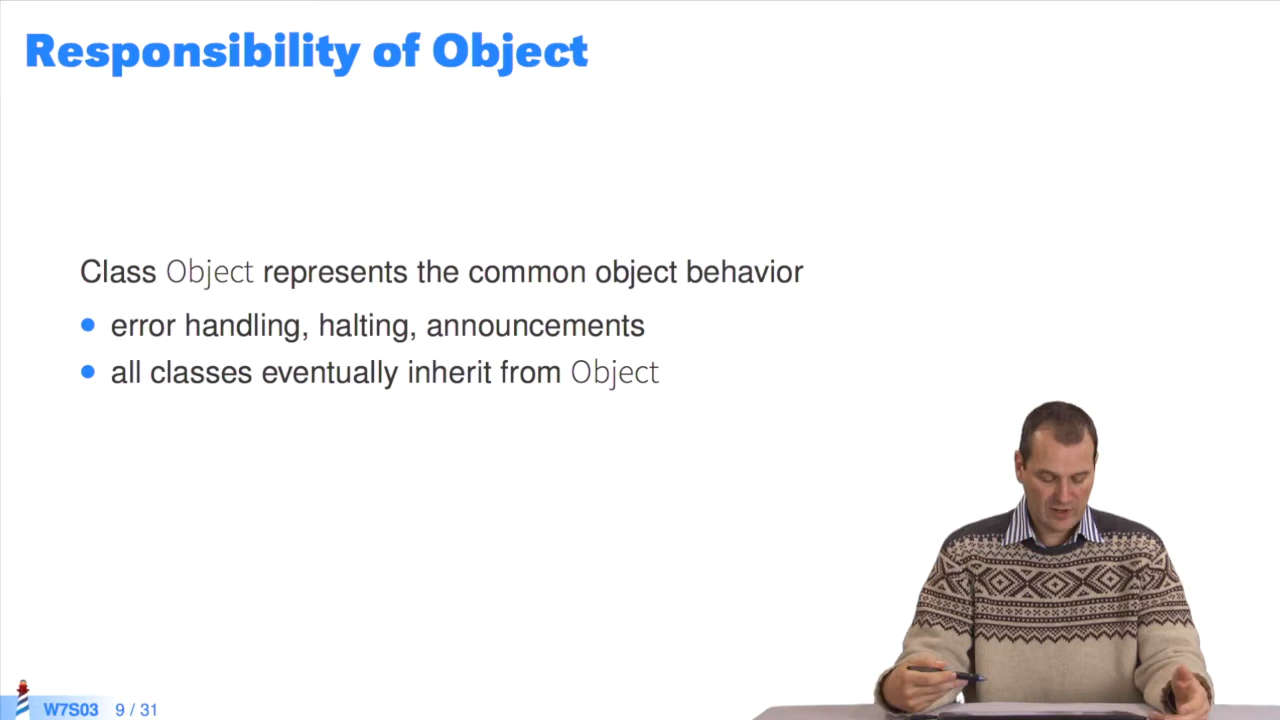 Responsibility of Object
Class Object represents the common object behavior
error handling, halting, announcements
all classes eventually inherit from Object
W7S03 9 / 31